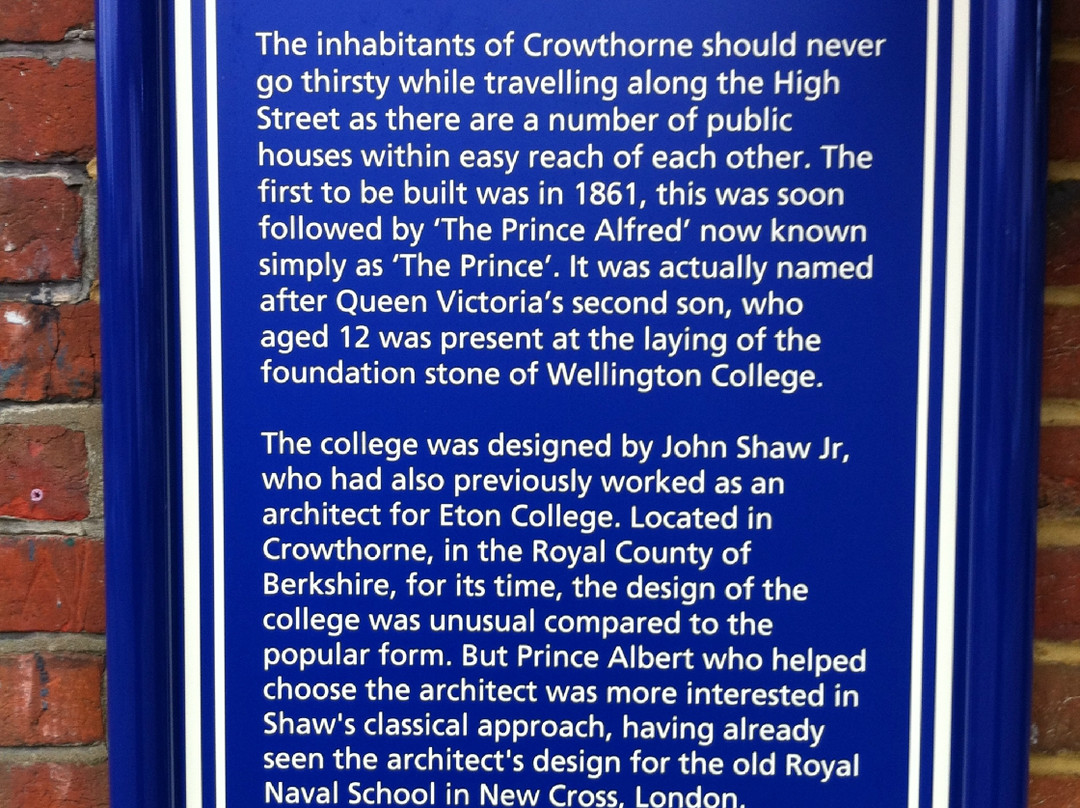 The inhabitants of Crowthorne should never
go thirsty while travelling along the High
Street as there are a number of public
houses within easy reach of each other. The
first to be built was in 1861, this was soon
followed by ‘The Prince Alfred’ now known
simply as ‘The Prince’. It was actually named
after Queen Victoria’s second son, who
aged 12 was present at the laying of the
foundation stone of Wellington College.
The college was designed by John Shaw Jr,
who had also previously worked as an
architect for Eton College. Located in
Crowthorne, in the Royal County of
Berkshire, for its time, the design of the
college was unusual compared to the
popular form. But Prince Albert who helped
choose the architect was more interested in
Shaw's classical approach, having already
seen the architect's design for the old Royal
Naval School in New Cross, London.